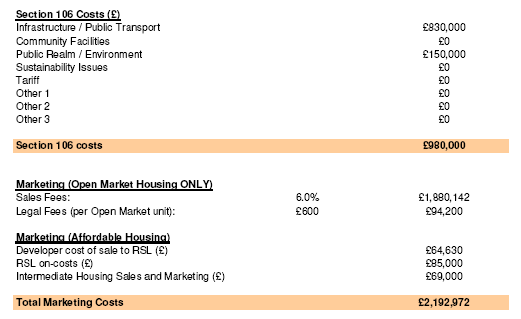 Section 106 Costs (£)
Infrastructure / Public Transport £830,000
Community Facilities £0
Public Realm / Environment £150,000
Sustainability Issues £0
Tariff £0
Other 1 £0
Other 2 £0
Other 3 £0
Section 106 costs £980,000
Marketing (Open Market Housing ONLY)
Sales Fees: 6.0% £1,880,142
Legal Fees (per Open Market unit): £600 £94,200
Marketing (Affordable Housing)
Developer cost of sale to RSL (£) £64,630
RSL on-costs (£) £85,000
Intermediate Housing Sales and Marketing (£) £69,000
Total Marketing Costs £2,192,972